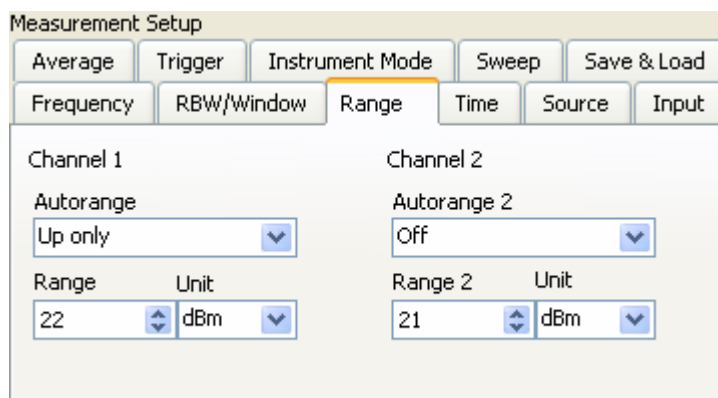 Measurement Setup
Average Trigger Instrument Mode Sweep Save & Load
Frequency RBW/Window Range Time Source Input
Channel 1 Channel 2
Autorange Autorange 2
Up only Off
Range Unit Range 2 Unit
22 dBm 21 dBm